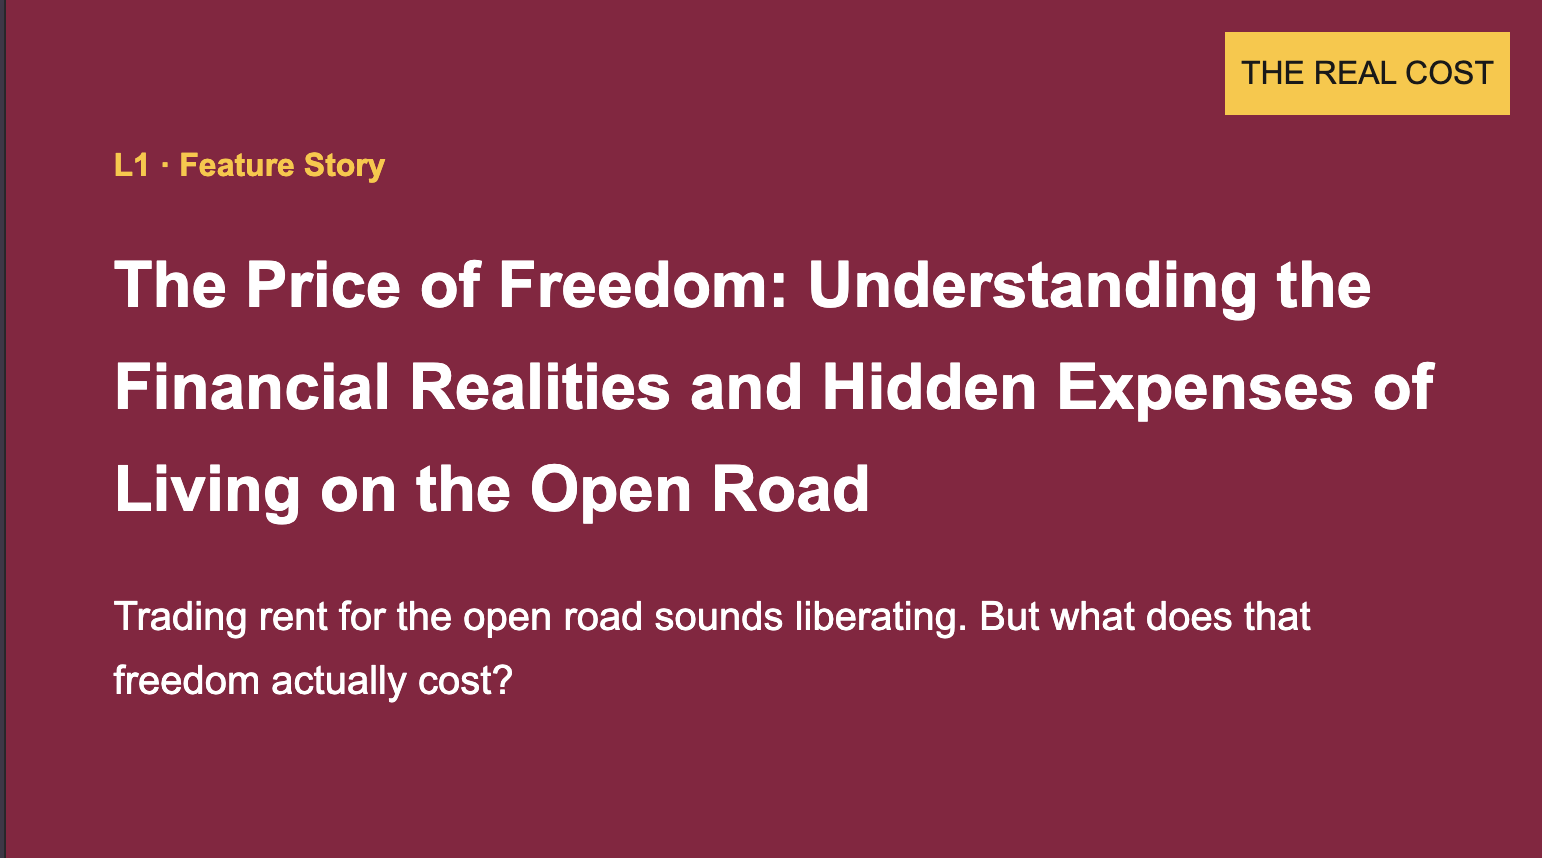 THE REAL COST
L1 · Feature Story
The Price of Freedom: Understanding the
Financial Realities and Hidden Expenses of
Living on the Open Road
Trading rent for the open road sounds liberating. But what does that
freedom actually cost?